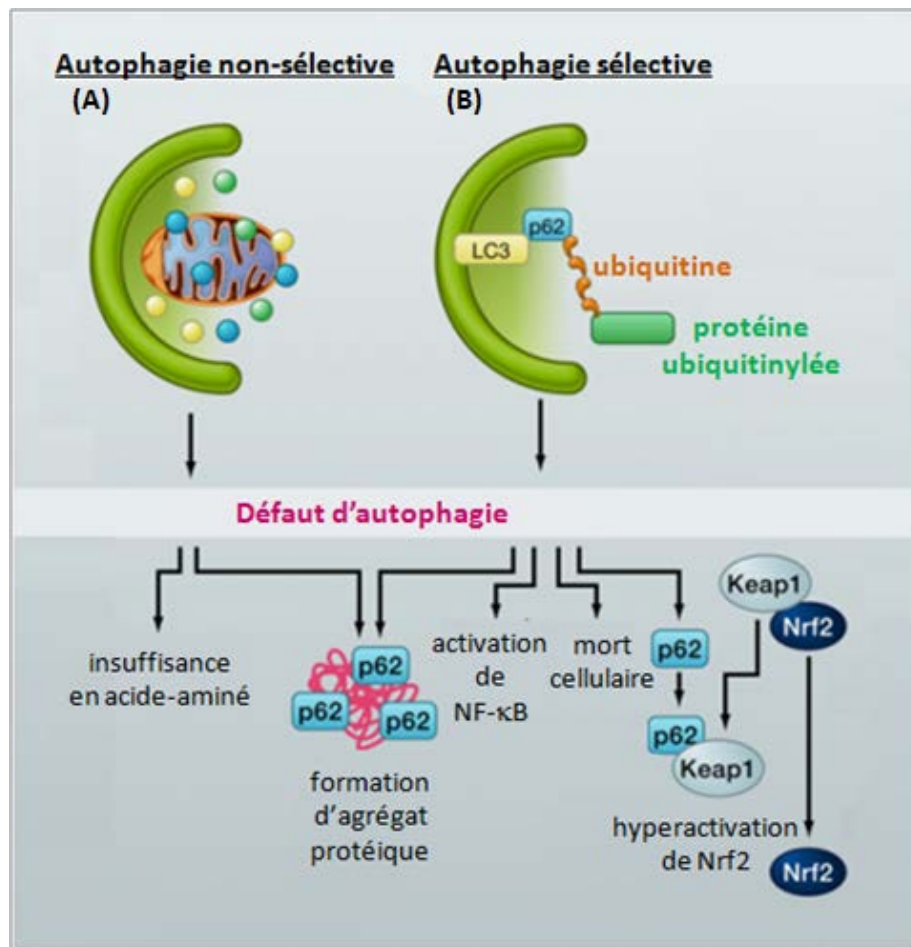 Autophagie non-sélective
(A)
Autophagie sélective
(B)
LC3
p62
ubiquitine
protéine
ubiquitinylée
Défaut d'autophagie
insuffisance
en acide-aminé
p62
p62
p62
formation
d'agrégat
protéique
activation
de
NF-κB
mort
cellulaire
p62
p62
Keap1
Keap1
Nrf2
hyperactivation
de Nrf2
Nrf2